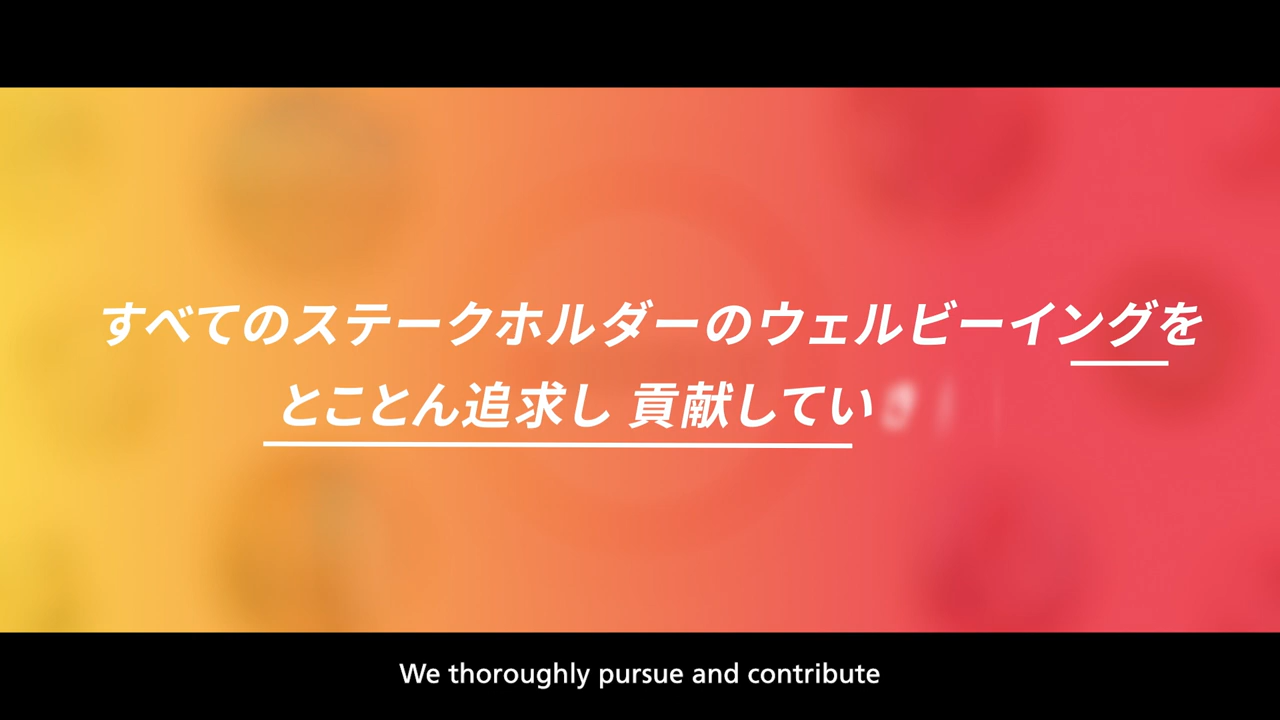 すべてのステークホルダーのウェルビーイングを
とことん追求し 貢献してい
We thoroughly pursue and contribute